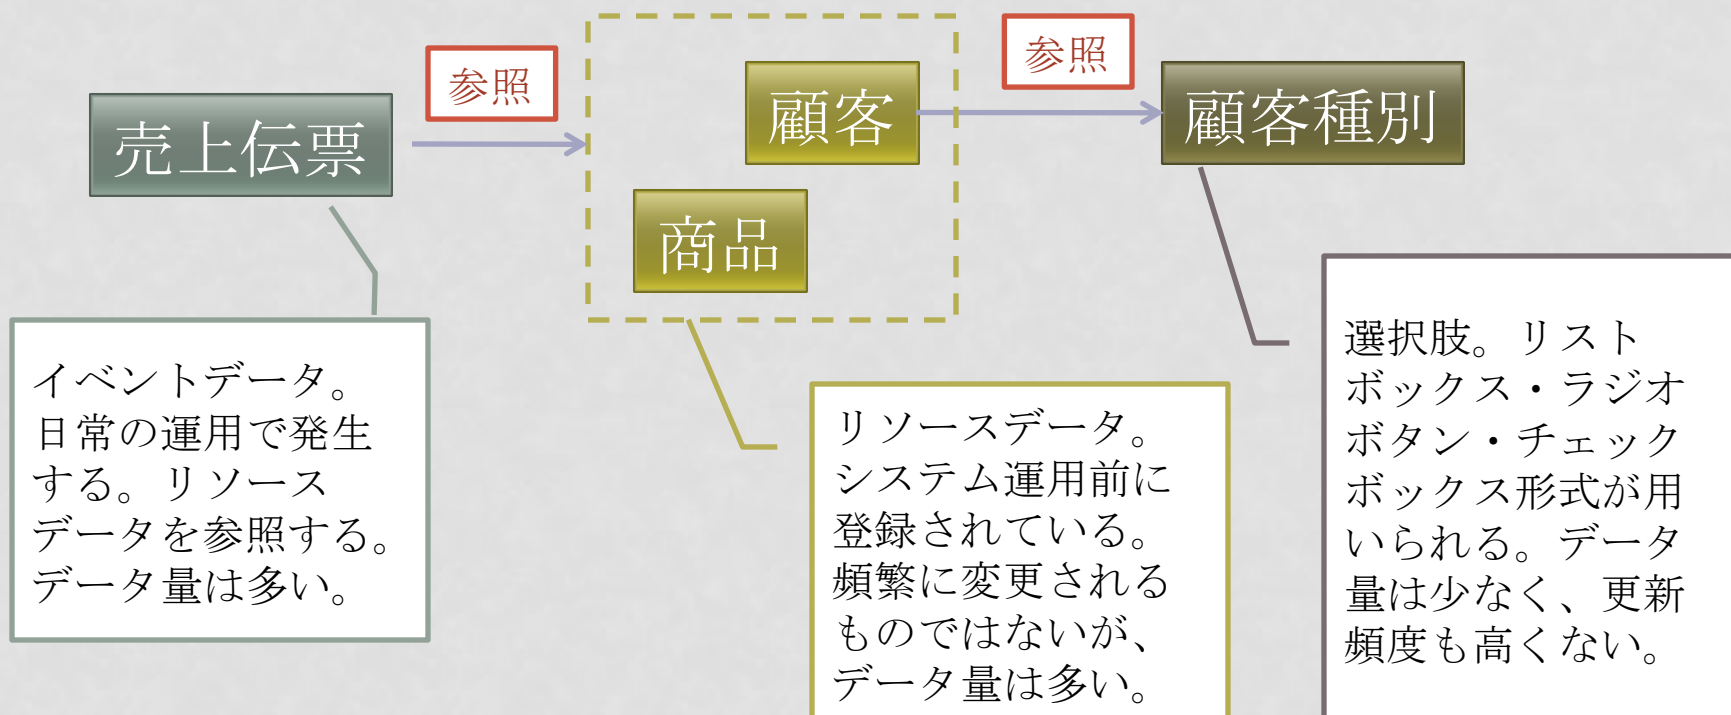 参照
参照
売上伝票
顧客
顧客種別
商品
イベントデータ。
日常の運用で発生
する。リソース
データを参照する。
データ量は多い。
リソースデータ。
システム運用前に
登録されている。
頻繁に変更される
ものではないが、
データ量は多い。
選択肢。リスト
ボックス・ラジオ
ボタン・チェック
ボックス形式が用
いられる。データ
量は少なく、更新
頻度も高くない。